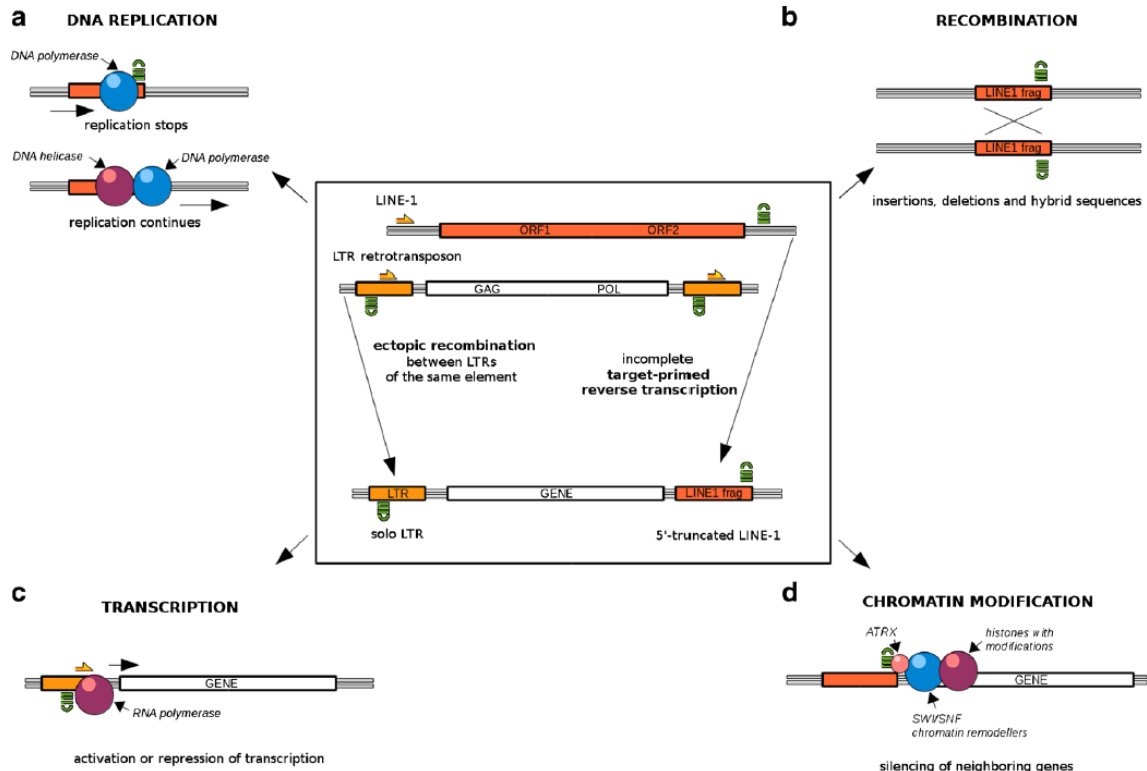 a DNA REPLICATION
DNA polymerase
replication stops
DNA helicase
DNA polymerase
replication continues
b RECOMBINATION
LINE1 frag
LINE1 frag
insertions, deletions and hybrid sequences
LINE-1
ORF1 ORF2
LTR retrotransposon
GAG POL
ectopic recombination
between LTRs
of the same element
incomplete
target-primed
reverse transcription
LTR GENE LINE1 frag
solo LTR
5'-truncated LINE-1
c TRANSCRIPTION
GENE
RNA polymerase
activation or repression of transcription
d CHROMATIN MODIFICATION
ATRX
histones with
modifications
GENE
SWI/SNF
chromatin remodellers
silencing of neighboring genes